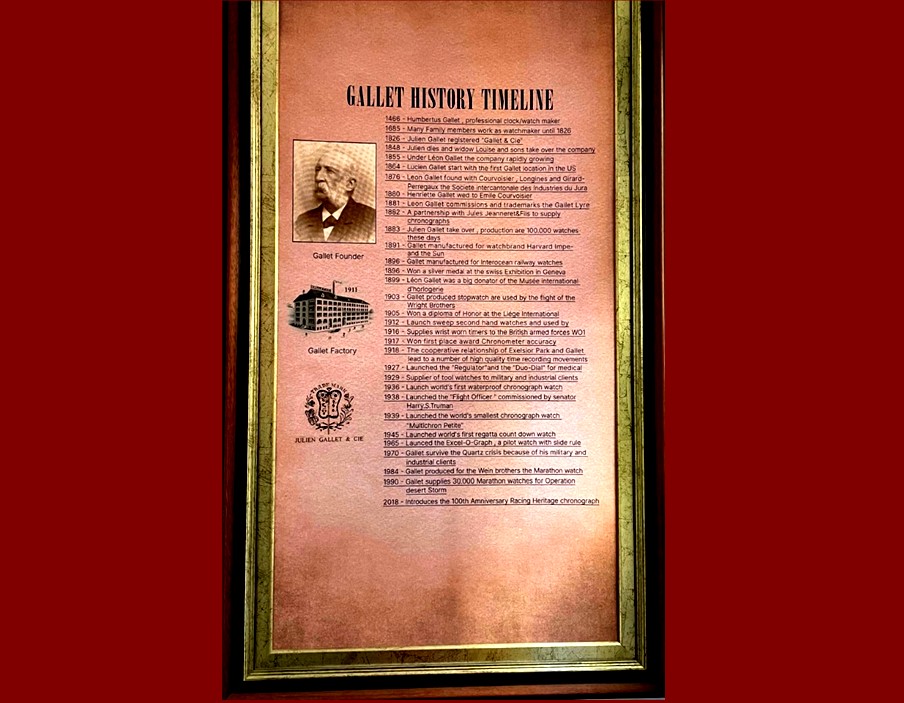 GALLET HISTORY TIMELINE
1466 - Humbertus Gallet , professional clock/watch maker
1685 - Many Family members work as watchmaker until 1826
1826 - Julien Gallet registered "Gallet & Cie"
1848 - Julien dies and widow Louise and sons take over the company
1855 - Under Léon Gallet the company rapidly growing
1864 - Lucien Gallet start with the first Gallet location in the US
1876 - Leon Gallet found with Courvoisier , Longines and Girard-
Perregaux the Societé intercantonale des Industries du Jura
1880 - Henriette Gallet wed to Emile Courvoisier
1881 - Leon Gallet commissions and trademarks the Gallet Lyre
1882 - A partnership with Jules Jeanneret&Fils to supply
chronographs
1883 - Julien Gallet take over , production are 100.000 watches
these days
1891 - Gallet manufactured for watchbrand Harvard Impe-
and the Sun
1896 - Gallet manufactured for Interocean railway watches
1896 - Won a sliver medal at the swiss Exhibition in Geneva
1899 - Léon Gallet was a big donator of the Musée international
d'horlogerie
1903 - Gallet produced stopwatch are used by the flight of the
Wright Brothers
1905 - Won a diploma of Honor at the Liège International
1912 - Launch sweep second hand watches and used by
1916 - Supplies wrist worn timers to the British armed forces WO1
1917 - Won first place award Chronometer accuracy
1918 - The cooperative relationship of Exelsior Park and Gallet
lead to a number of high quality time recording movements
1927 - Launched the "Regulator"and the "Duo-Dial" for medical
1929 - Supplier of tool watches to military and industrial clients
1936 - Launch world's first waterproof chronograph watch
1938 - Launched the "Flight Officer." commissioned by senator
Harry.S.Truman
1939 - Launched the world's smallest chronograph watch
"Multichron Petite"
1945 - Launched world's first regatta count down watch
1965 - Launced the Excel-O-Graph , a pilot watch with slide rule
1970 - Gallet survive the Quartz crisis because of his military and
industrial clients
1984 - Gallet produced for the Wein brothers the Marathon watch
1990 - Gallet supplies 30.000 Marathon watches for Operation
desert Storm
2018 - Introduces the 100th Amniversary Racing Heritage chronograph
Gallet Founder
1911
Gallet Factory
TRADE MARK
JULIEN GALLET & CIE